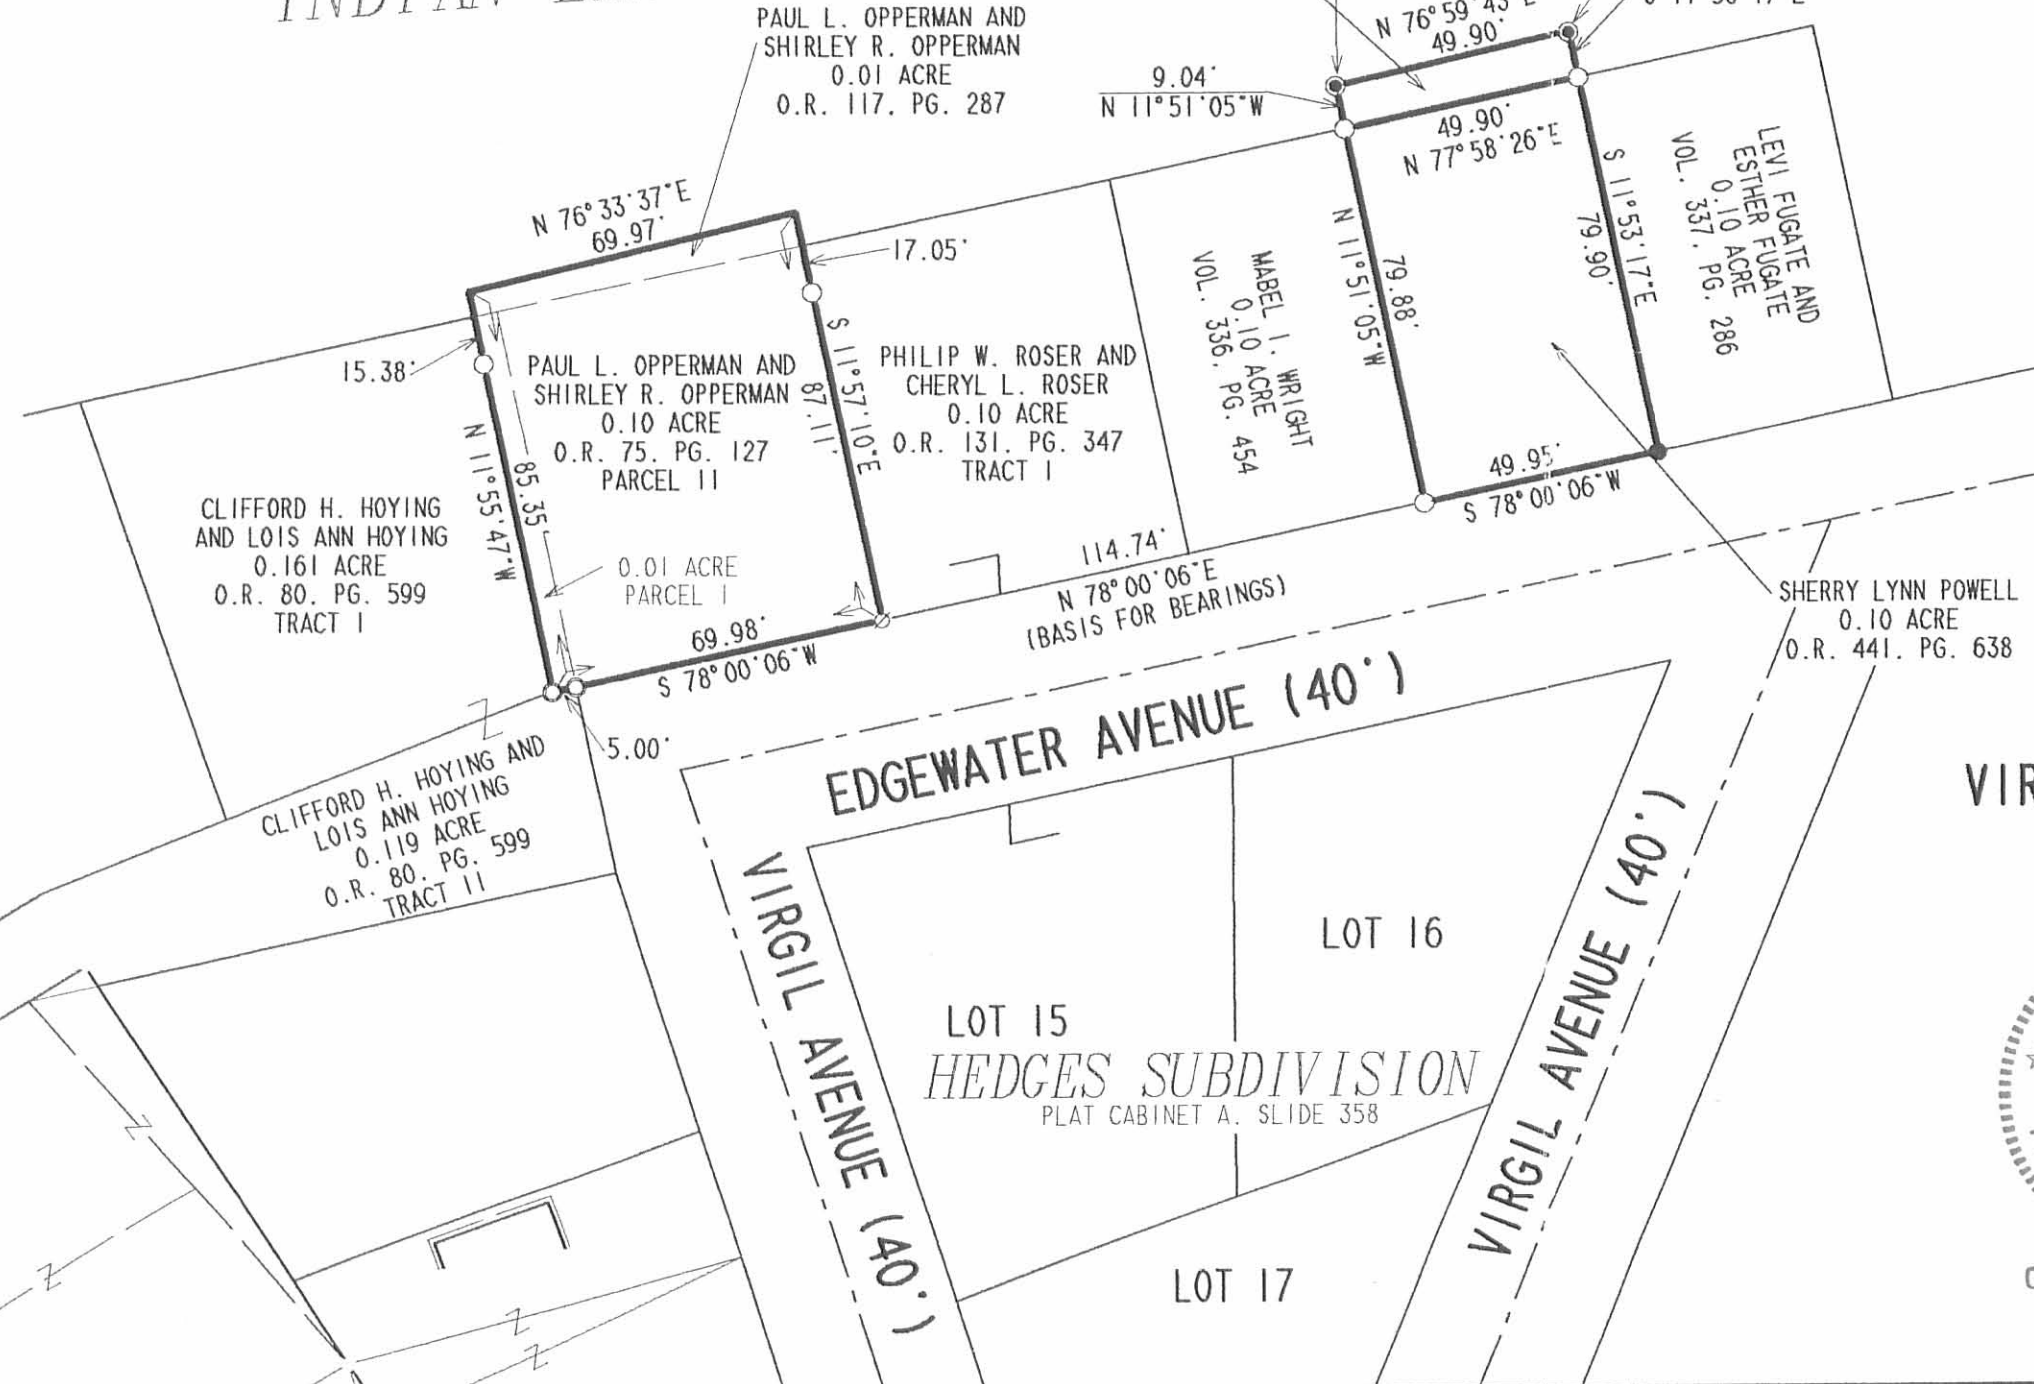 INDIAN
PAUL L. OPPERMAN AND
SHIRLEY R. OPPERMAN
0.01 ACRE
O.R. 117, PG. 287
N 76°59'43"E
49.90'
9.04'
N 11°51'05"W
49.90'
N 77°58'26"E
LEVI FUGATE AND
ESTHER FUGATE
0.10 ACRE
VOL. 337, PG. 286
S 11°53'17"E
79.90'
N 76°33'37"E
69.97'
17.05'
15.38'
MABEL I. WRIGHT
0.10 ACRE
VOL. 336, PG. 454
79.88'
N 11°51'05"W
PAUL L. OPPERMAN AND
SHIRLEY R. OPPERMAN
0.10 ACRE
O.R. 75, PG. 127
PARCEL II
S 11°57'10"E
87.11'
PHILIP W. ROSER AND
CHERYL L. ROSER
0.10 ACRE
O.R. 131, PG. 347
TRACT I
N 11°55'47"W
85.35'
CLIFFORD H. HOYING
AND LOIS ANN HOYING
0.161 ACRE
O.R. 80, PG. 599
TRACT I
0.01 ACRE
PARCEL I
49.95'
S 78°00'06"W
114.74'
N 78°00'06"E
(BASIS FOR BEARINGS)
SHERRY LYNN POWELL
0.10 ACRE
O.R. 441, PG. 638
69.98'
S 78°00'06"W
5.00'
EDGEWATER AVENUE (40')
CLIFFORD H. HOYING AND
LOIS ANN HOYING
0.119 ACRE
O.R. 80, PG. 599
TRACT II
VIRGIL AVENUE (40')
VIRGIL AVENUE (40')
LOT 16
LOT 15
HEDGES SUBDIVISION
PLAT CABINET A, SLIDE 358
LOT 17